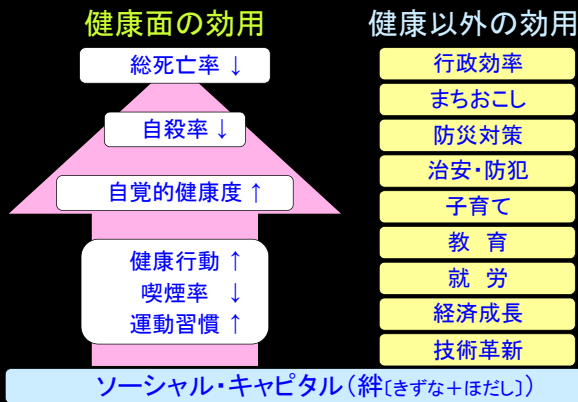 健康面の効用
総死亡率 ↓
自殺率 ↓
自覚的健康度 ↑
健康行動 ↑
喫煙率 ↓
運動習慣 ↑
健康以外の効用
行政効率
まちおこし
防災対策
治安・防犯
子育て
教 育
就 労
経済成長
技術革新
ソーシャル・キャピタル(絆〔きずな+ほだし〕)